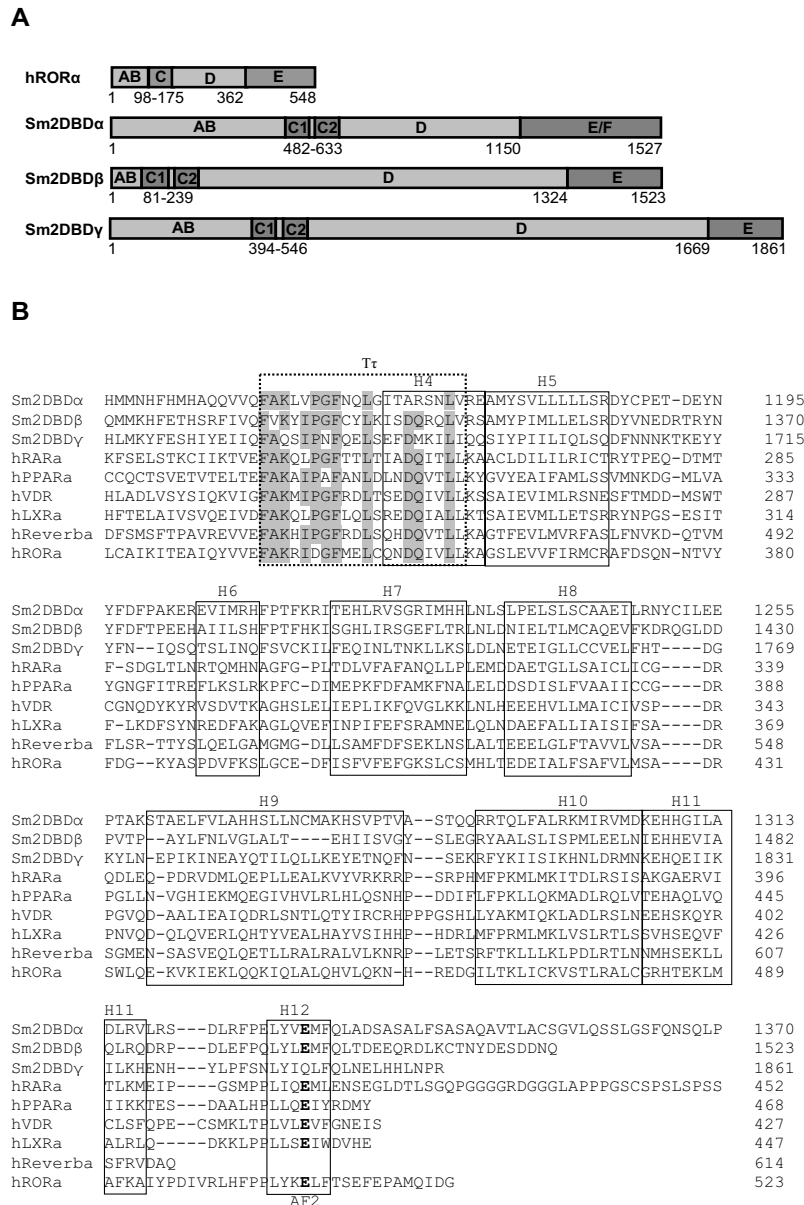 A
hRORα
AB C D E
1 98-175 362 548
Sm2DBDα
AB C1 C2 D E/F
1 482-633 1150 1527
Sm2DBDβ
AB C1 C2 D E
1 81-239 1324 1523
Sm2DBDγ
AB C1 C2 D E
1 394-546 1669 1861
B
Tτ
H4 H5
Sm2DBDα HMMNHFHMHAQQVVQFAKLVPGFNQLGITARSNLVREAMYSVLLLLLSRDYCPET-DEYN 1195
Sm2DBDβ QMMKHFETHSRFIVQFVKYIPGFCYLKISDQRQLVRSAMYPIMLLELSRDYVNEDRTRYN 1370
Sm2DBDγ HLMKYFESHIYEIIQFAQSIPNFQELSEFDMKILIQQSIYPIILIQLSQDFNNNKTKEYY 1715
hRARa KFSELSTKCIIKTVEFAKQLPGFTTLTIADQITLLKAACLDILILRICTRYTPEQ-DTMT 285
hPPARa CCQCTSVETVTELTEFAKAIPAFANLDLNDQVTLLKYGVYEAIFAMLSSVMNKDG-MLVA 333
hVDR HLADLVSYSIQKVIGFAKMIPGFRDLTSEDQIVLLKSSAIEVIMLRSNESFTMDD-MSWT 287
hLXRa HFTELAIVSVQEIVDFAKQLPGFLQLSREDQIALLKTSAIEVMLLETSRRYNPGS-ESIT 314
hReverba DFSMSFTPAVREVVEFAKHIPGFRDLSQHDQVTLLKAGTFEVLMVRFASLFNVKD-QTVM 492
hRORa LCAIKITEAIQYVVEFAKRIDGFMELCQNDQIVLLKAGSLEVVFIRMCRAFDSQN-NTVY 380
H6 H7 H8
Sm2DBDα YFDFPAKEREVIMRHFPTFKRITEHLRVSGRIMHHLNLSLPELSLSCAAEILRNYCILEE 1255
Sm2DBDβ YFDFTPEEHAIILSHFPTFHKISGHLIRSGEFLTRLNLDNIELTLMCAQEVFKDRQGLDD 1430
Sm2DBDγ YFN--IQSQTSLINQFSVCKILFEQINLTNKLLKSLDLNETEIGLLCCVELFHT----DG 1769
hRARa F-SDGLTLNRTQMHNAGFGPLTDLVFAFANQLLPLEMDDAETGLLSAICLICG----DR 339
hPPARa YGNGFITREFLKSLRKPFC-DIMEPKFDFAMKFNALELDDSDISLFVAAIICCG----DR 388
hVDR CGNQDYKYRVSDVTKAGHSLELIEPLIKFQVGLKKLNLHEEEHVLLMAICIVSP----DR 343
hLXRa F-LKDFSYNREDFAKAGLQVEFINPIFEFSRAMNELQLNDAEFALLIAISIFSA----DR 369
hReverba FLSR-TTYSLQELGAMGMGDLLSAMFDFSEKLNSLALTEEELGLFTAVVLVSA----DR 548
hRORa FDG--KYASPDVFKSLGCE-DFISFVFEFGKSLCSMHLTEDEIALFSAFVLMSA----DR 431
H9 H10 H11
Sm2DBDα PTAKSTAELFVLAHHSLLNCMAKHSVPTVA--STQQRRTQLFALRKMIRVMDKEHHGILA 1313
Sm2DBDβ PVTP--AYLFNLVGLALT----EHIISVGY--SLEGRYAALSLISPMLEELNIEHHEVIA 1482
Sm2DBDγ KYLN-EPIKINEAYQTILQLLKEYETNQFN--SEKRFYKIISIKHNLDRMNKEHQEIILK 1831
hRARa QDLEQ-PDRVDMLQEPLLEALKVYVRKRRP--SRPHMFPKMLMKITDLRSISAKGAERVI 396
hPPARa PGLLN-VGHIEKMQEGIVHVLRLHLQSNHP--DDIFLFPKLLQKMADLRQLVTEHAQLVQ 445
hVDR PGVQD-AALIEAIQDRLSNTLQTYIRCRHPPPGSHLLYAKMIQKLADLRSLNEEHSKQYR 402
hLXRa PNVQD-QLQVERLQHTYVEALHAYVSIHHP--HDRLMFPRMLMKLVSLRTLSSVHSEQVF 426
hReverba SGMEN-SASVEQLQETLLRALRALVLKNRP--LETSRFTKLLLKLPDLRTLNNMHSEKLL 607
hRORa SWLQE-KVKIEKLQQKIQLALQHVLQKN-H--REDGILTKLICKVSTLRALCGRHTEKLM 489
H11 H12
Sm2DBDα DLRVLRS---DLRFPELYVEMFQLADSASALFSASAQAVTLACSGVLQSSLGSFQNSQLP 1370
Sm2DBDβ QLRQDRP---DLEFPQLYLEMFQLTDEEQRDLKCTNYDESDDNQ 1523
Sm2DBDγ ILKHENH---YLPFSNLYIQLFQLNELHHLNPR 1861
hRARa TLKMEIP----GSMPPLIQEMLENSEGLDTLSGQPGGGGRDGGGLAPPPGSCSPSLSPSS 452
hPPARa IIKKTES---DAALHPLLQEIYRDMY 468
hVDR CLSFQPE---CSMKLTPLVLEVFGNEIS 427
hLXRa ALRLQ-----DKKLPPLLSEIWDVHE 447
hReverba SFRVDAQ 614
hRORa AFKAIYPDIVRLHFPPLYKELFTSEFEPAMQIDG 523
AF2